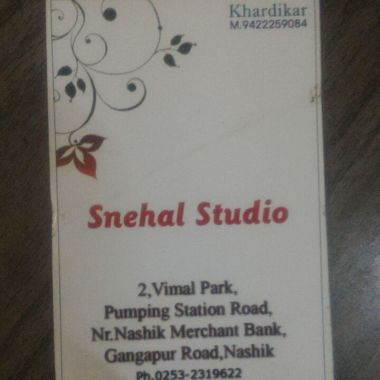 Khardikar
M.9422259084
Snehal Studio
2,Vimal Park,
Pumping Station Road,
Nr.Nashik Merchant Bank,
Gangapur Road,Nashik
Ph.0253-2319622